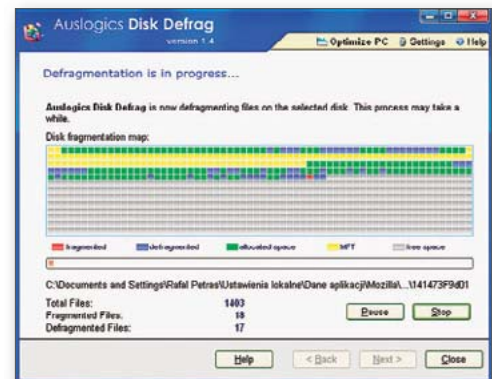 Auslogics Disk Defrag
version 1.4
Optimize PC Settings Help
Defragmentation is in progress...
Auslogics Disk Defrag is now defragmenting files on the selected disk. This process may take a
while.
Disk fragmentation map:
fragmented defragmented allocated space MFT free space
C:\Documents and Settings\Rafal Petras\Ustawienia lokalne\Dane aplikacji\Mozilla\...\141473F9d01
Total Files: 1403
Fragmented Files: 18
Defragmented Files: 17
Pause Stop
Help < Back Next > Close